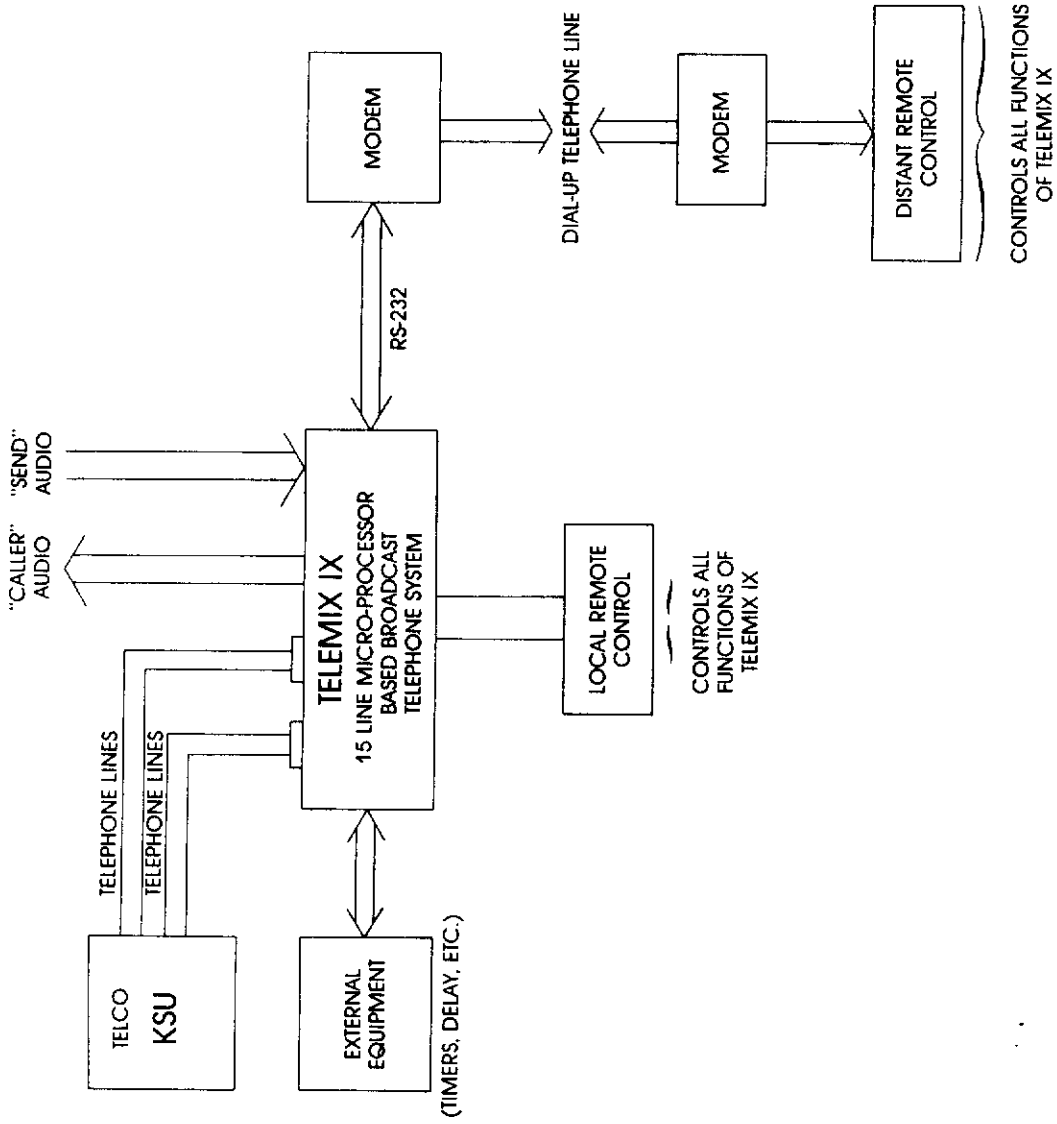 TELCO
KSU
TELEPHONE LINES
TELEPHONE LINES
"CALLER"
AUDIO
"SEND"
AUDIO
EXTERNAL
EQUIPMENT
(TIMERS, DELAY, ETC.)
TELEMIX IX
15 LINE MICRO-PROCESSOR
BASED BROADCAST
TELEPHONE SYSTEM
RS-232
MODEM
DIAL-UP TELEPHONE LINE
MODEM
DISTANT REMOTE
CONTROL
CONTROLS ALL FUNCTIONS
OF TELEMIX IX
LOCAL REMOTE
CONTROL
CONTROLS ALL
FUNCTIONS OF
TELEMIX IX